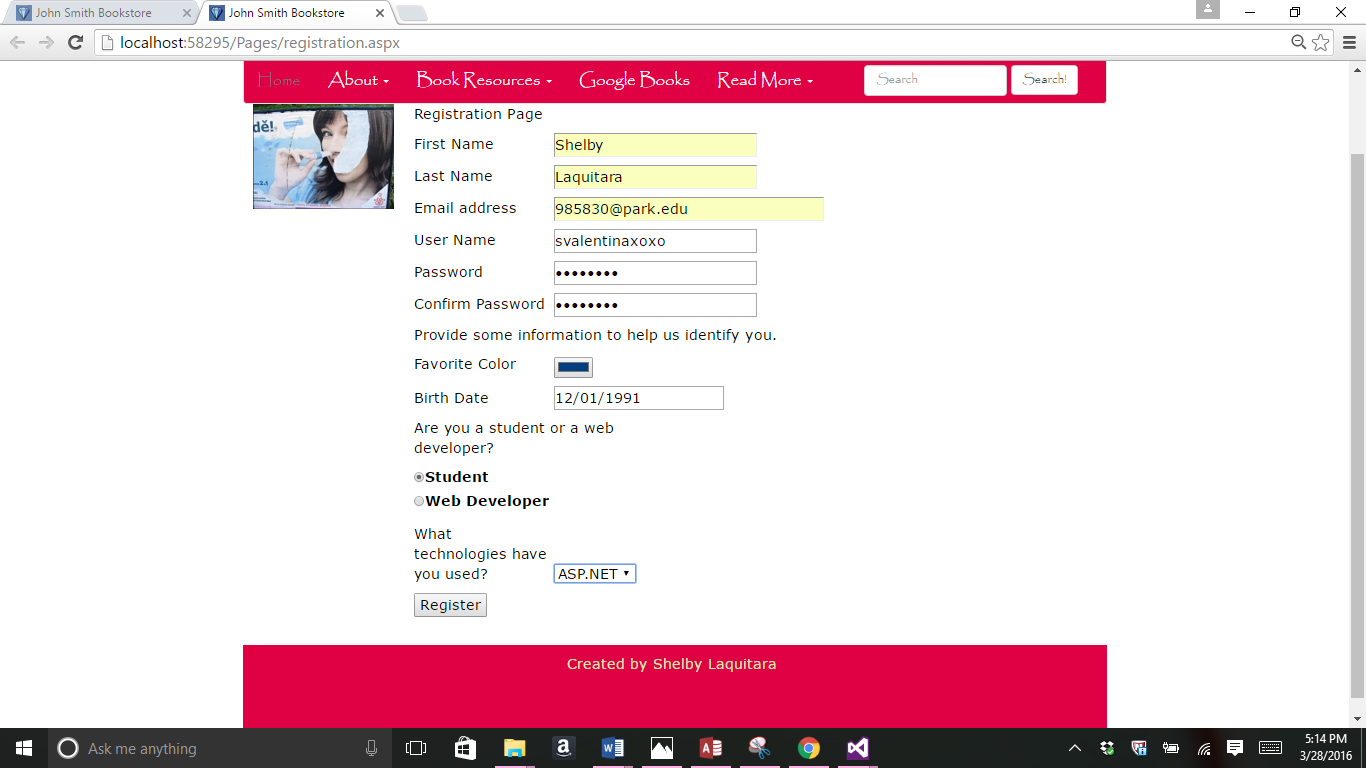 John Smith Bookstore
John Smith Bookstore
localhost:58295/Pages/registration.aspx
Home About Book Resources Google Books Read More Search Search!
dě!
Registration Page
First Name Shelby
Last Name Laquitara
Email address 985830@park.edu
User Name svalentinaxoxo
Password ••••••••
Confirm Password ••••••••
Provide some information to help us identify you.
Favorite Color
Birth Date 12/01/1991
Are you a student or a web
developer?
Student
Web Developer
What
technologies have
you used? ASP.NET
Register
Created by Shelby Laquitara
Ask me anything
5:14 PM
3/28/2016